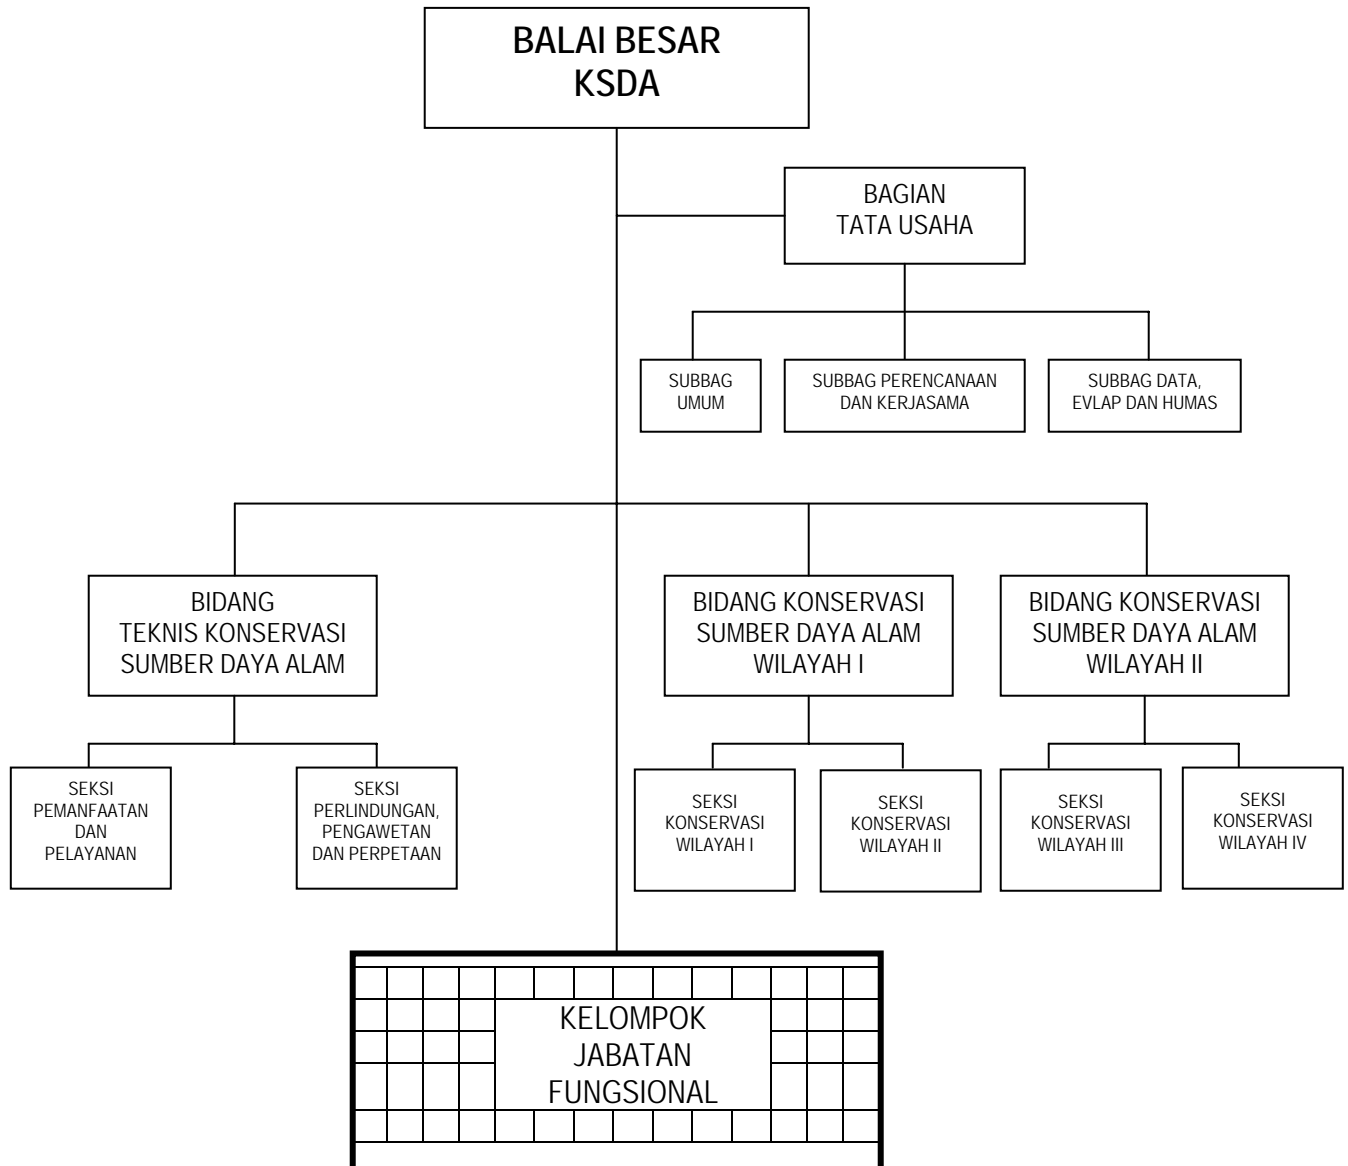 BALAI BESAR
KSDA
BAGIAN
TATA USAHA
SUBBAG
UMUM
SUBBAG PERENCANAAN
DAN KERJASAMA
SUBBAG DATA,
EVLAP DAN HUMAS
BIDANG
TEKNIS KONSERVASI
SUMBER DAYA ALAM
BIDANG KONSERVASI
SUMBER DAYA ALAM
WILAYAH I
BIDANG KONSERVASI
SUMBER DAYA ALAM
WILAYAH II
SEKSI
PEMANFAATAN
DAN
PELAYANAN
SEKSI
PERLINDUNGAN,
PENGAWETAN
DAN PERPETAAN
SEKSI
KONSERVASI
WILAYAH I
SEKSI
KONSERVASI
WILAYAH II
SEKSI
KONSERVASI
WILAYAH III
SEKSI
KONSERVASI
WILAYAH IV
KELOMPOK
JABATAN
FUNGSIONAL